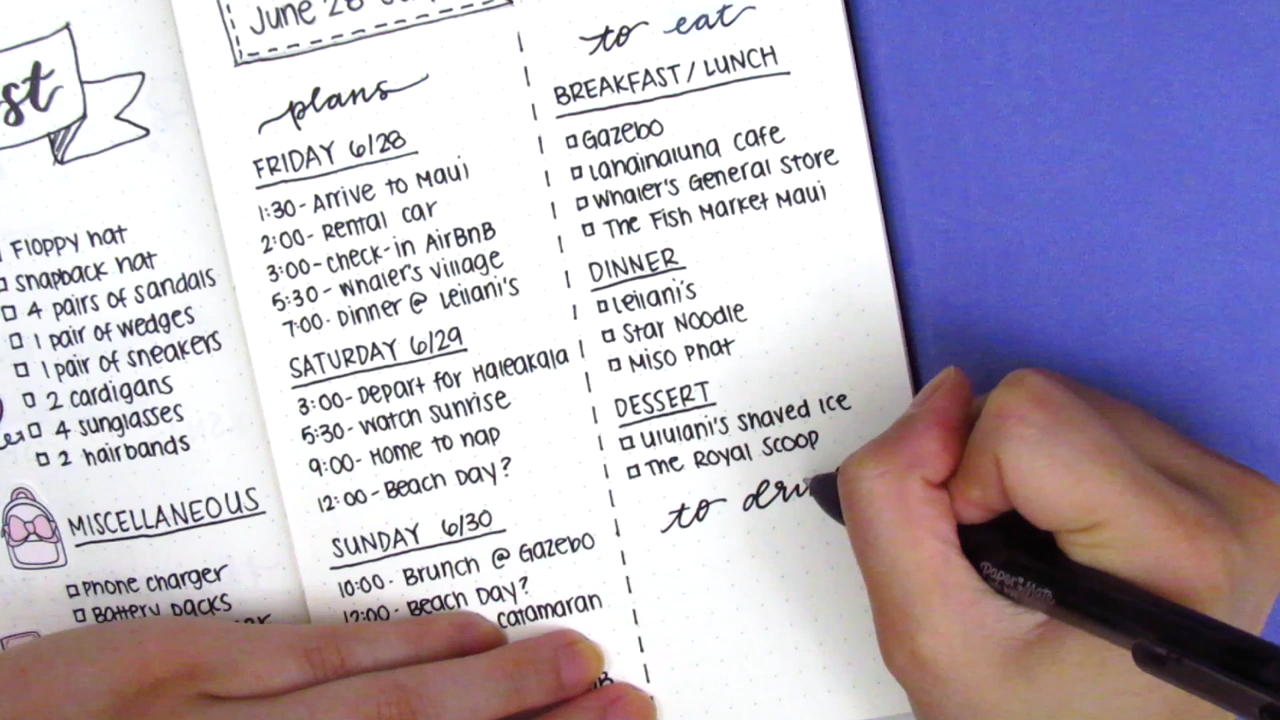 st
Floppy hat
snapback hat
4 pairs of sandals
1 pair of wedges
1 pair of sneakers
2 cardigans
4 sunglasses
2 hairbands
MISCELLANEOUS
Phone charger
Battery packs
June 28
plans
FRIDAY 6/28
1:30- Arrive to Maui
2:00- Rental car
3:00- check-in AirBnB
5:30- Whaler's Village
7:00- Dinner @ Leilani's
SATURDAY 6/29
3:00- Depart for Haleakala
5:30- Watch sunrise
9:00- Home to nap
12:00- Beach Day?
SUNDAY 6/30
10:00- Brunch @ Gazebo
12:00- Beach Day?
catamaran
to eat
BREAKFAST / LUNCH
Gazebo
Lahainaluna cafe
Whaler's General Store
The Fish Market Maui
DINNER
Leilani's
Star Noodle
Miso Phat
DESSERT
Ululani's Shaved Ice
The Royal Scoop
to dri
Paper Mate